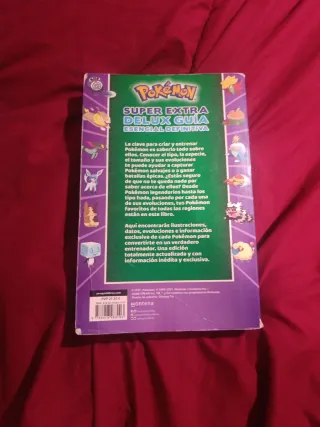 POKÉMON
SUPER EXTRA
DELUX GUÍA
ESENCIAL DEFINITIVA
La clave para criar y entrenar
Pokémon es saberlo todo sobre
ellos. Conocer el tipo, la especie,
el tamaño y sus evoluciones
te puede ayudar a capturar
Pokémon salvajes o a ganar
batallas épicas. ¿Estás seguro
de que no te queda nada por
saber acerca de ellos? Desde
Pokémon legendarios hasta los
tipo hada, pasando por cada una
de sus evoluciones, tus Pokémon
favoritos de todas las regiones
están en este libro.
Aquí encontrarás ilustraciones,
datos, evoluciones e información
exclusiva de cada Pokémon para
convertirte en un verdadero
entrenador. Una edición
totalmente actualizada y con
información inédita y exclusiva.
montena